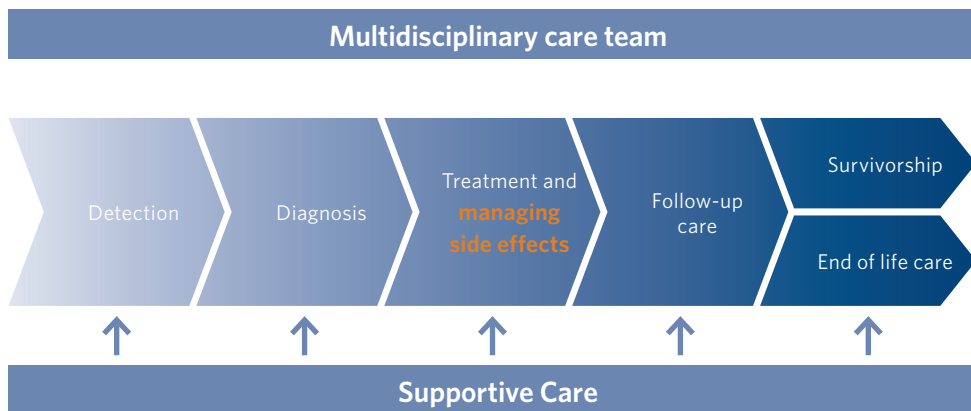 Multidisciplinary care team
Detection
Diagnosis
Treatment and
managing
side effects
Follow-up
care
Survivorship
End of life care
Supportive Care